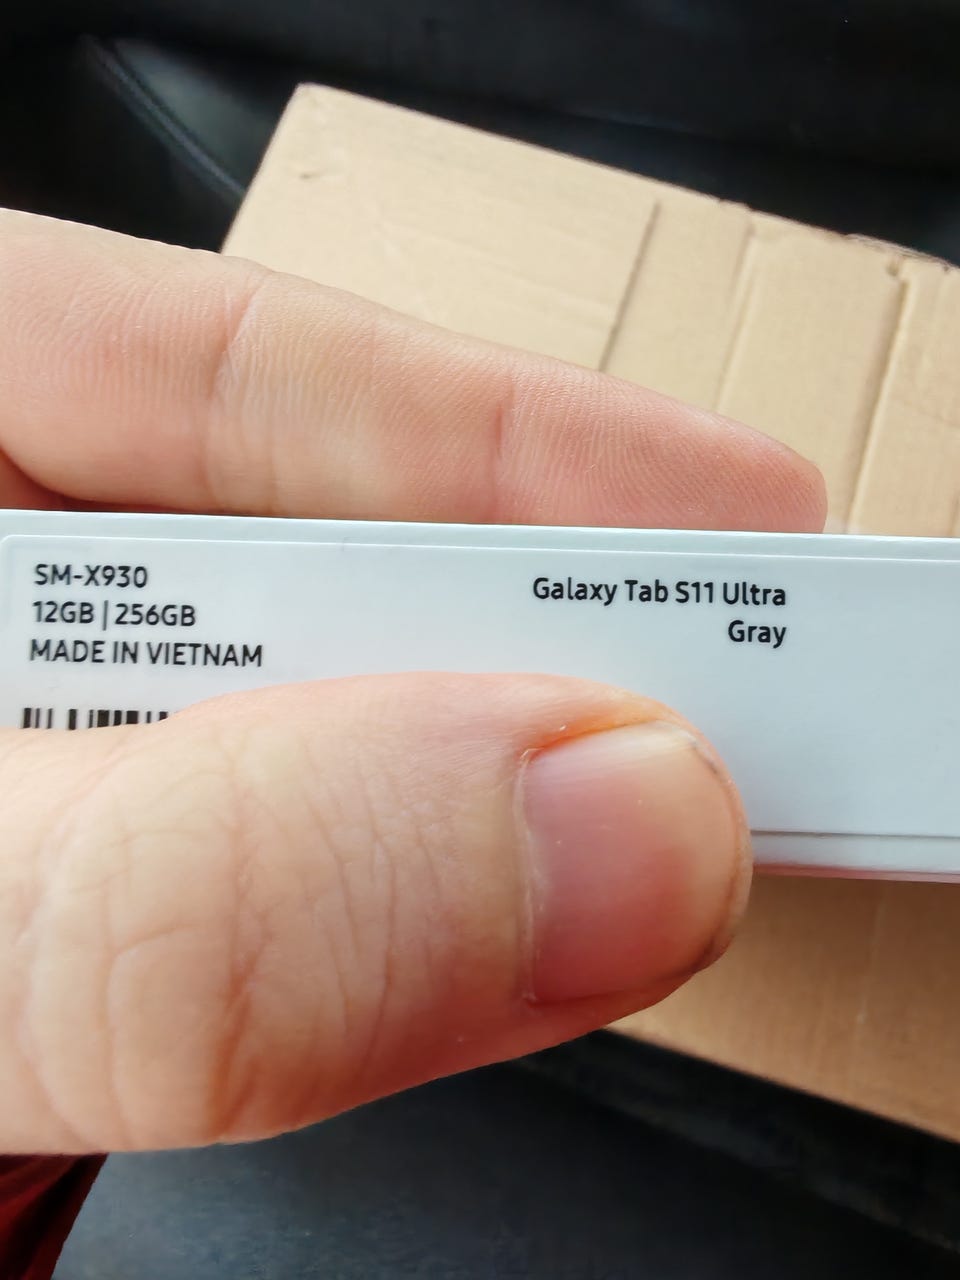 SM-X930
12GB | 256GB
MADE IN VIETNAM
Galaxy Tab S11 Ultra
Gray